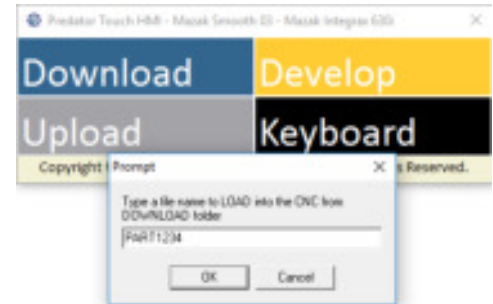 Predator Touch HMI - Mazak Smooth 03 - Mazak Integrex 630i
Download Develop
Upload Keyboard
Copyright s Reserved.
Prompt
Type a file name to LOAD into the CNC from
DOWNLOAD folder
PART1234
OK Cancel